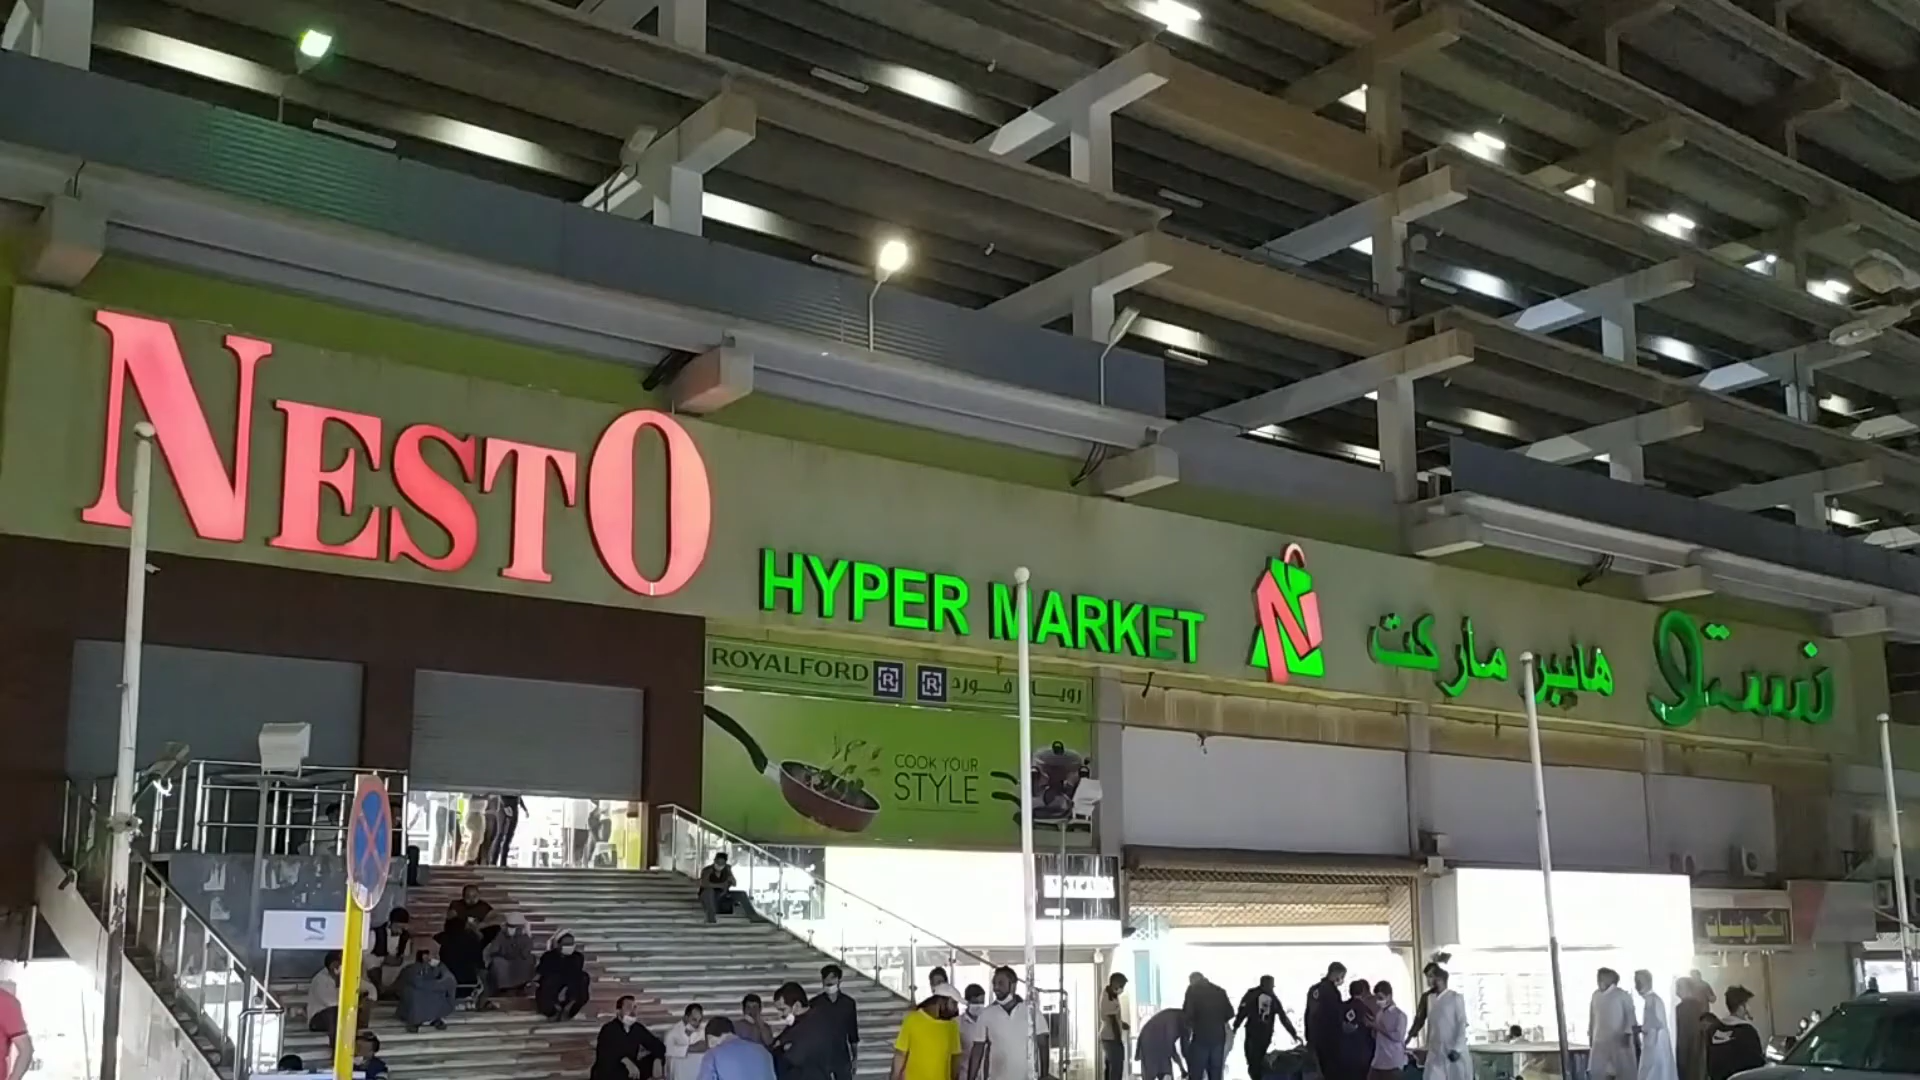 NESTO
HYPER MARKET
نستو هايبر ماركت
ROYALFORD
رويال فورد
COOK YOUR
STYLE